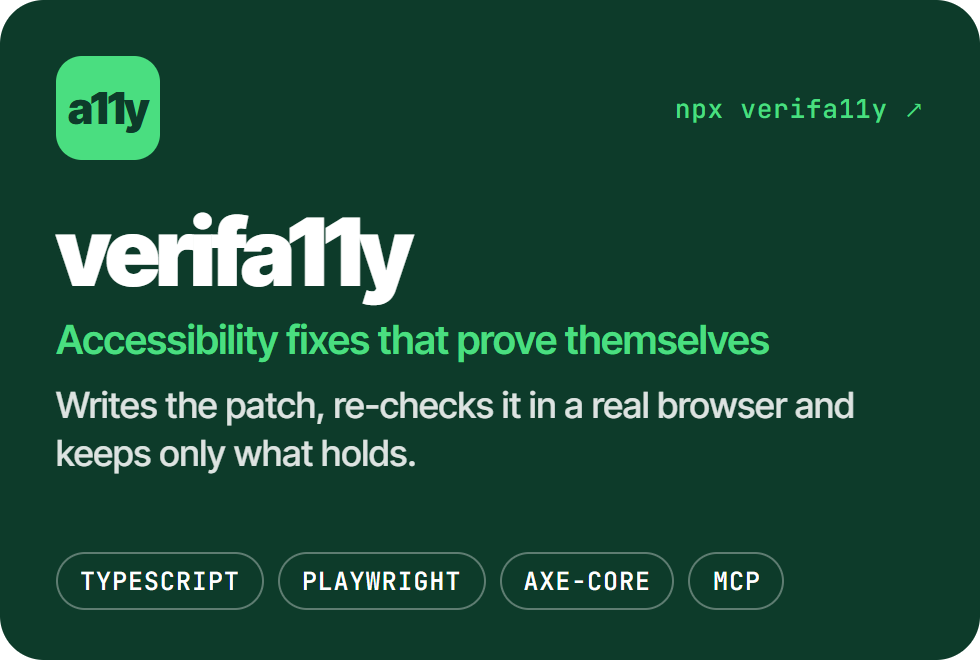 a11y
npx verifa11y ↗
verifa11y
Accessibility fixes that prove themselves
Writes the patch, re-checks it in a real browser and
keeps only what holds.
TYPESCRIPT PLAYWRIGHT AXE-CORE MCP